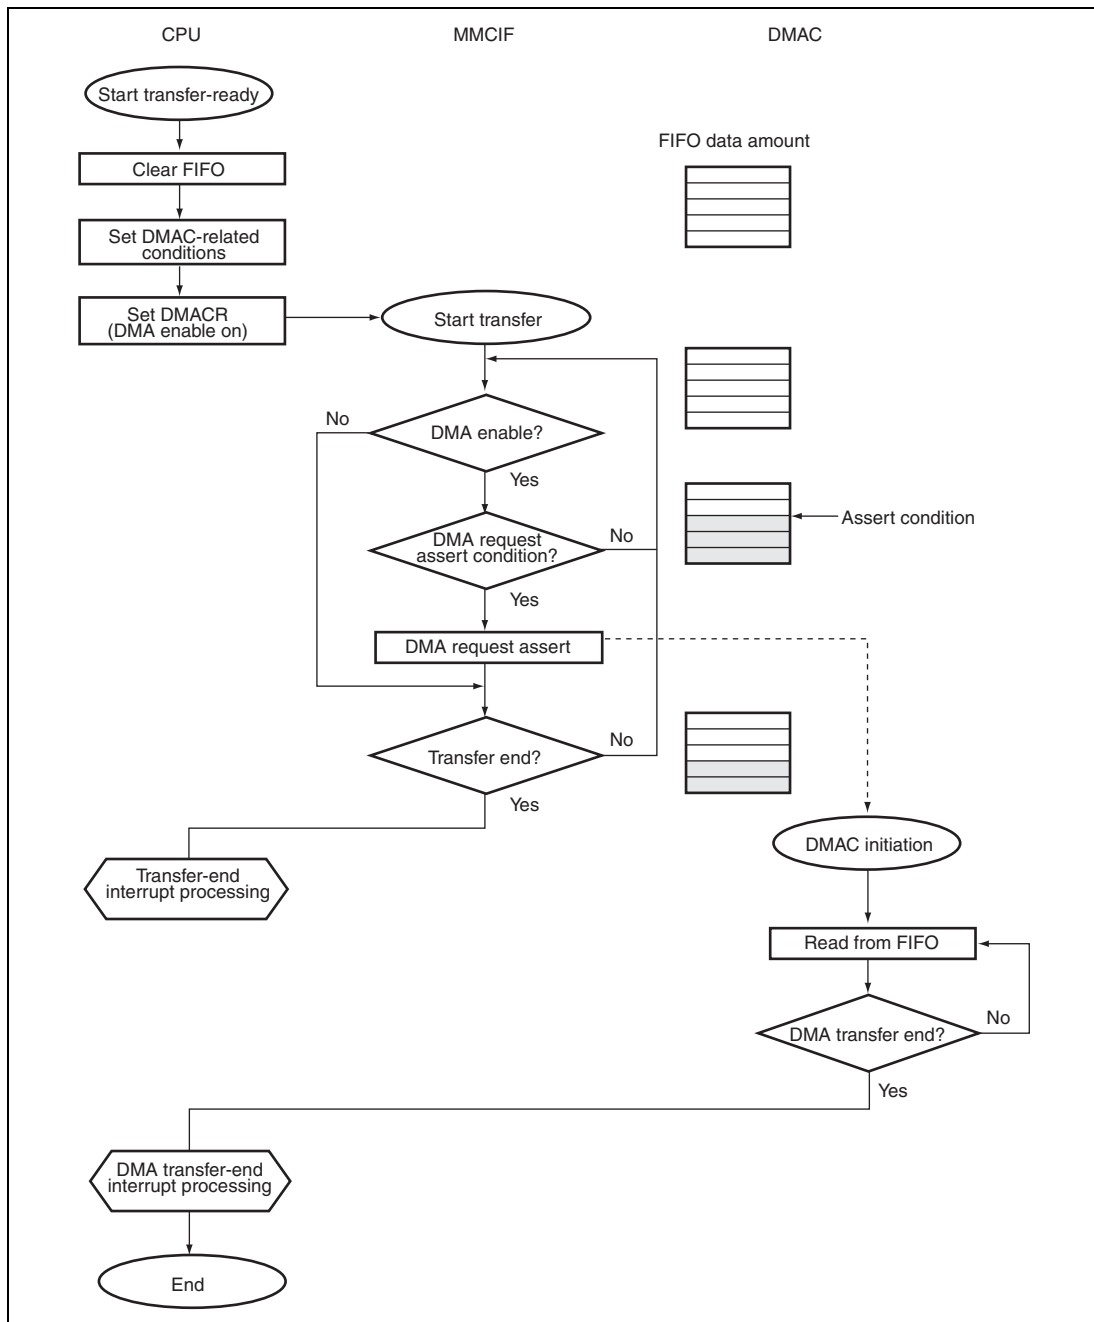 CPU
MMCIF
DMAC
Start transfer-ready
FIFO data amount
Clear FIFO
Set DMAC-related
conditions
Set DMACR
(DMA enable on)
Start transfer
No
DMA enable?
Yes
DMA request
assert condition?
No
Assert condition
Yes
DMA request assert
Transfer end?
No
Yes
DMAC initiation
Transfer-end
interrupt processing
Read from FIFO
DMA transfer end?
No
Yes
DMA transfer-end
interrupt processing
End